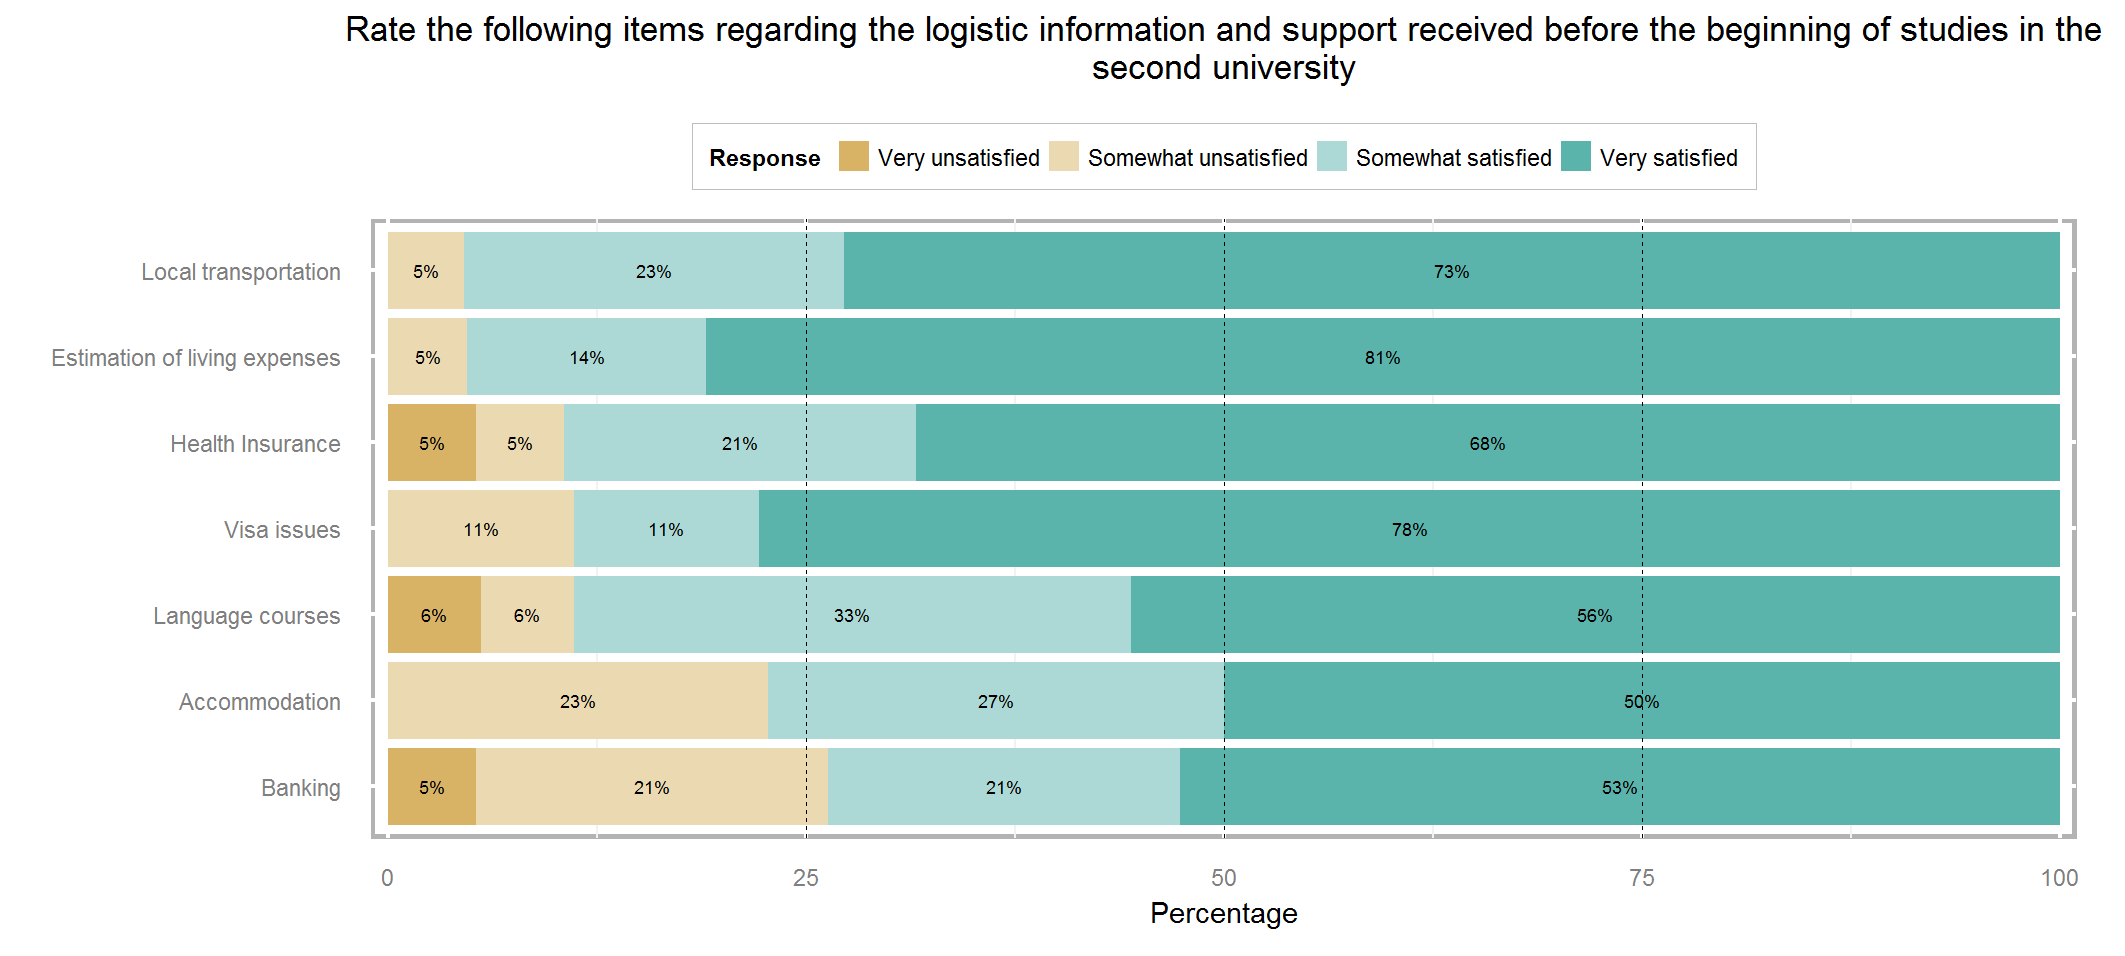 Rate the following items regarding the logistic information and support received before the beginning of studies in the
second university
Response Very unsatisfied Somewhat unsatisfied Somewhat satisfied Very satisfied
Local transportation 5% 23% 73%
Estimation of living expenses 5% 14% 81%
Health Insurance 5% 5% 21% 68%
Visa issues 11% 11% 78%
Language courses 6% 6% 33% 56%
Accommodation 23% 27% 50%
Banking 5% 21% 21% 53%
0 25 50 75 100
Percentage